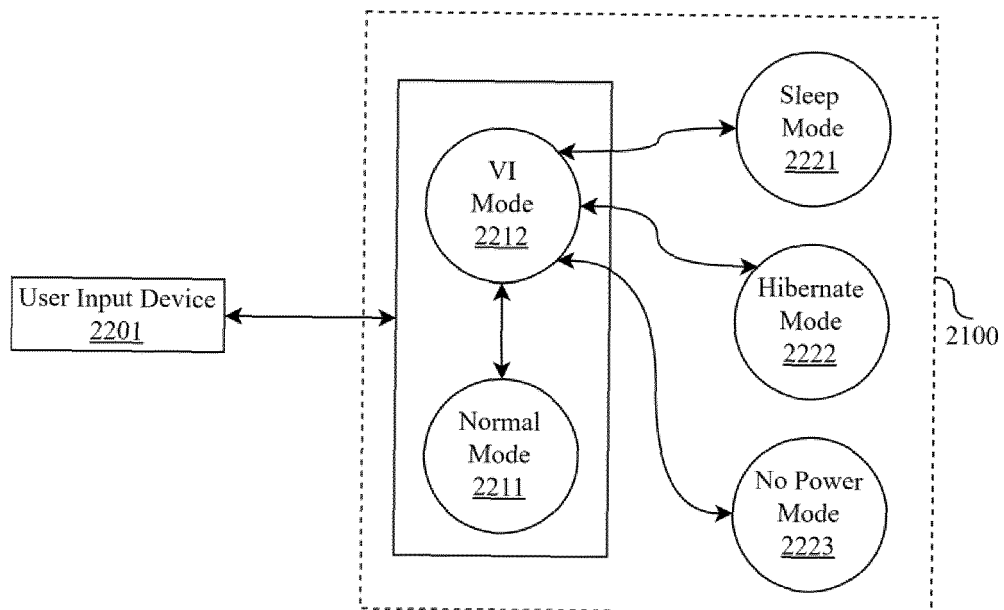 User Input Device
2201
VI
Mode
2212
Normal
Mode
2211
Sleep
Mode
2221
Hibernate
Mode
2222
No Power
Mode
2223
2100